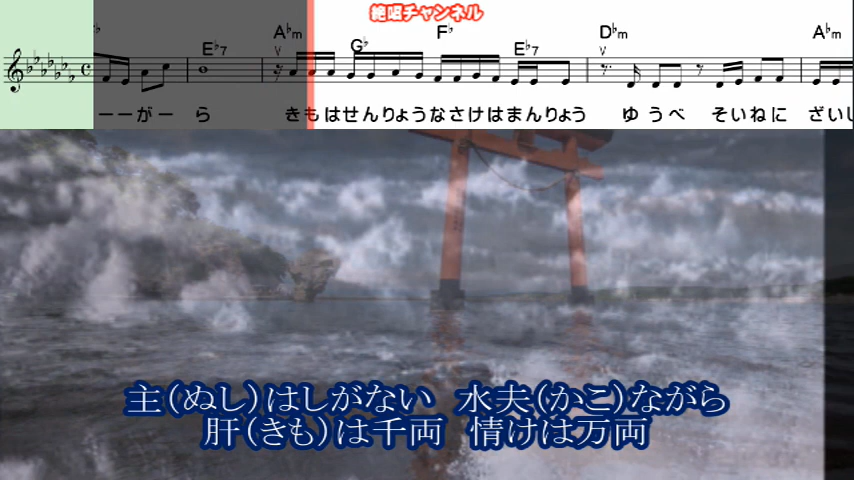 絶唱チャンネル
A♭m F♭ D♭m A♭m
E♭7 G♭ E♭7
ーーがー ら きもはせんりょうなさけはまんりょう ゆうべ そいねに ざいし
主(ぬし)はしがない 水夫(かこ)ながら
肝(きも)は千両 情けは万両